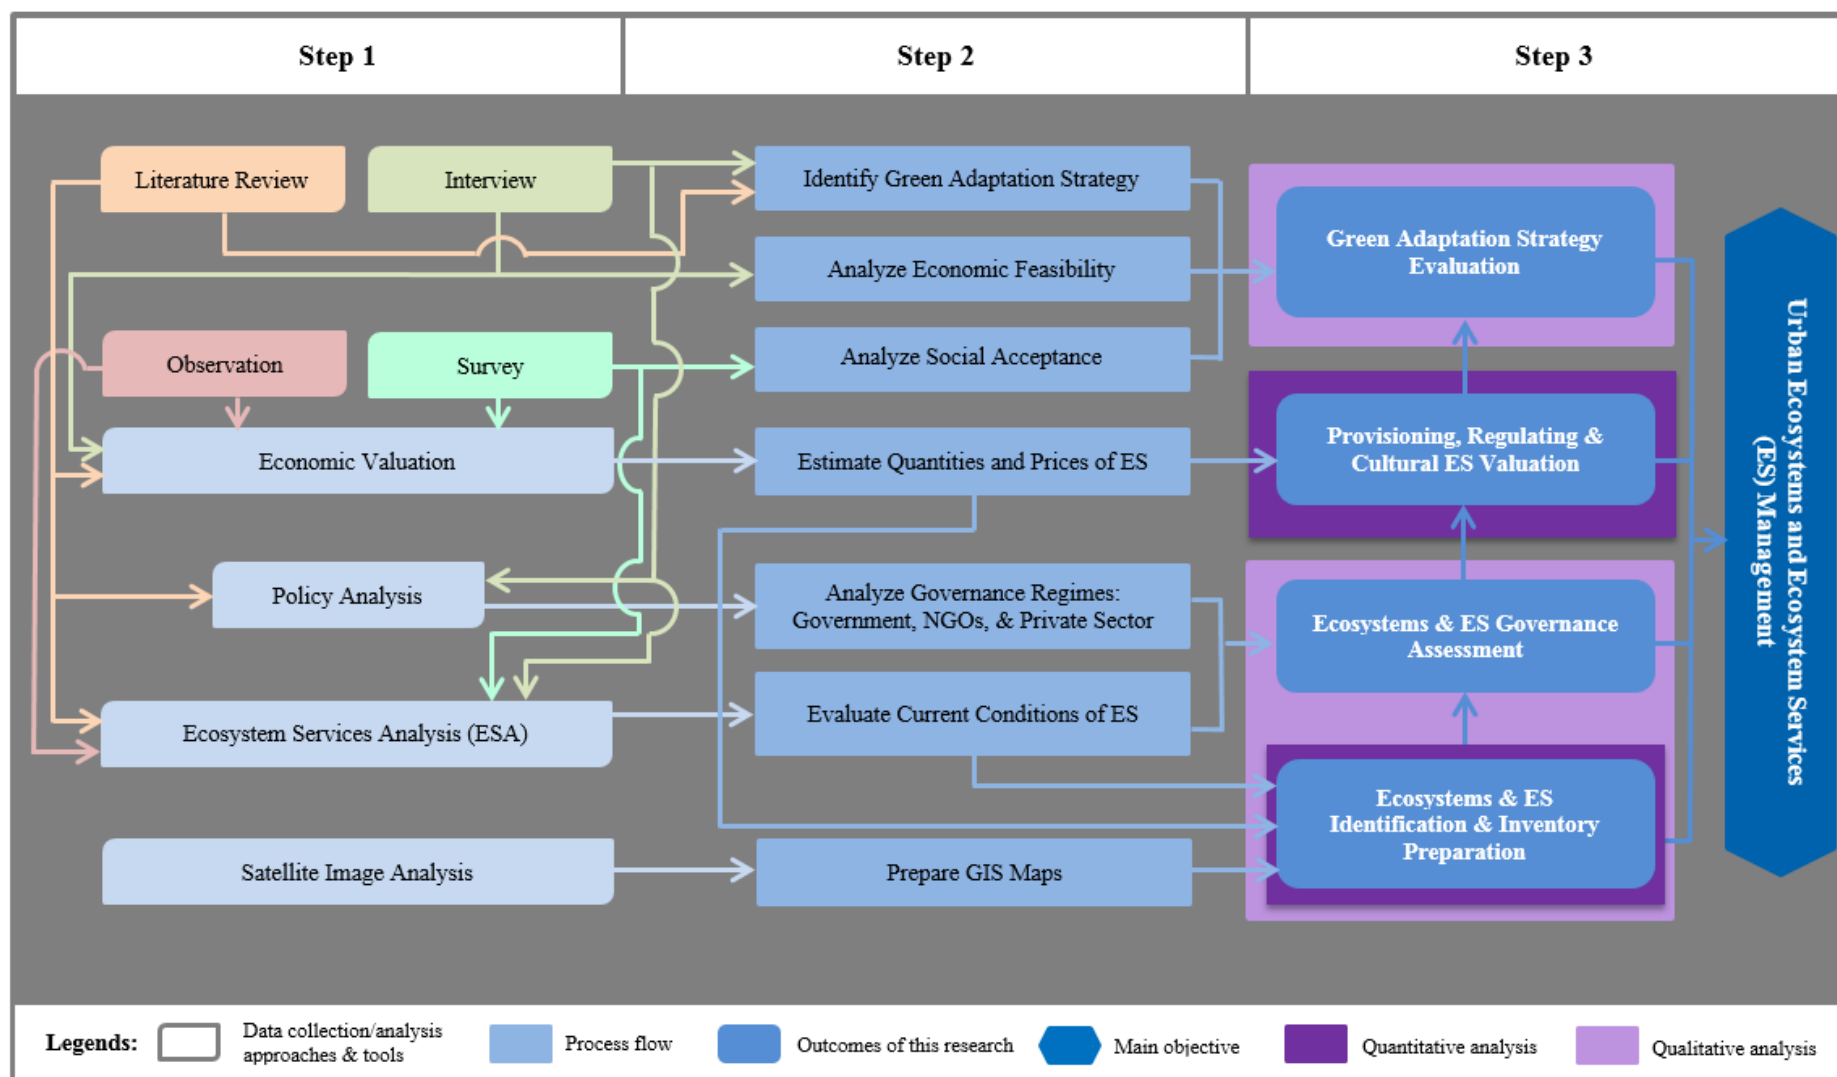 Step 1
Step 2
Step 3
Literature Review
Interview
Observation
Survey
Economic Valuation
Policy Analysis
Ecosystem Services Analysis (ESA)
Satellite Image Analysis
Identify Green Adaptation Strategy
Analyze Economic Feasibility
Analyze Social Acceptance
Estimate Quantities and Prices of ES
Analyze Governance Regimes:
Government, NGOs, & Private Sector
Evaluate Current Conditions of ES
Prepare GIS Maps
Green Adaptation Strategy
Evaluation
Provisioning, Regulating &
Cultural ES Valuation
Ecosystems & ES Governance
Assessment
Ecosystems & ES
Identification & Inventory
Preparation
Urban Ecosystems and Ecosystem Services
(ES) Management
Legends:
Data collection/analysis
approaches & tools
Process flow
Outcomes of this research
Main objective
Quantitative analysis
Qualitative analysis